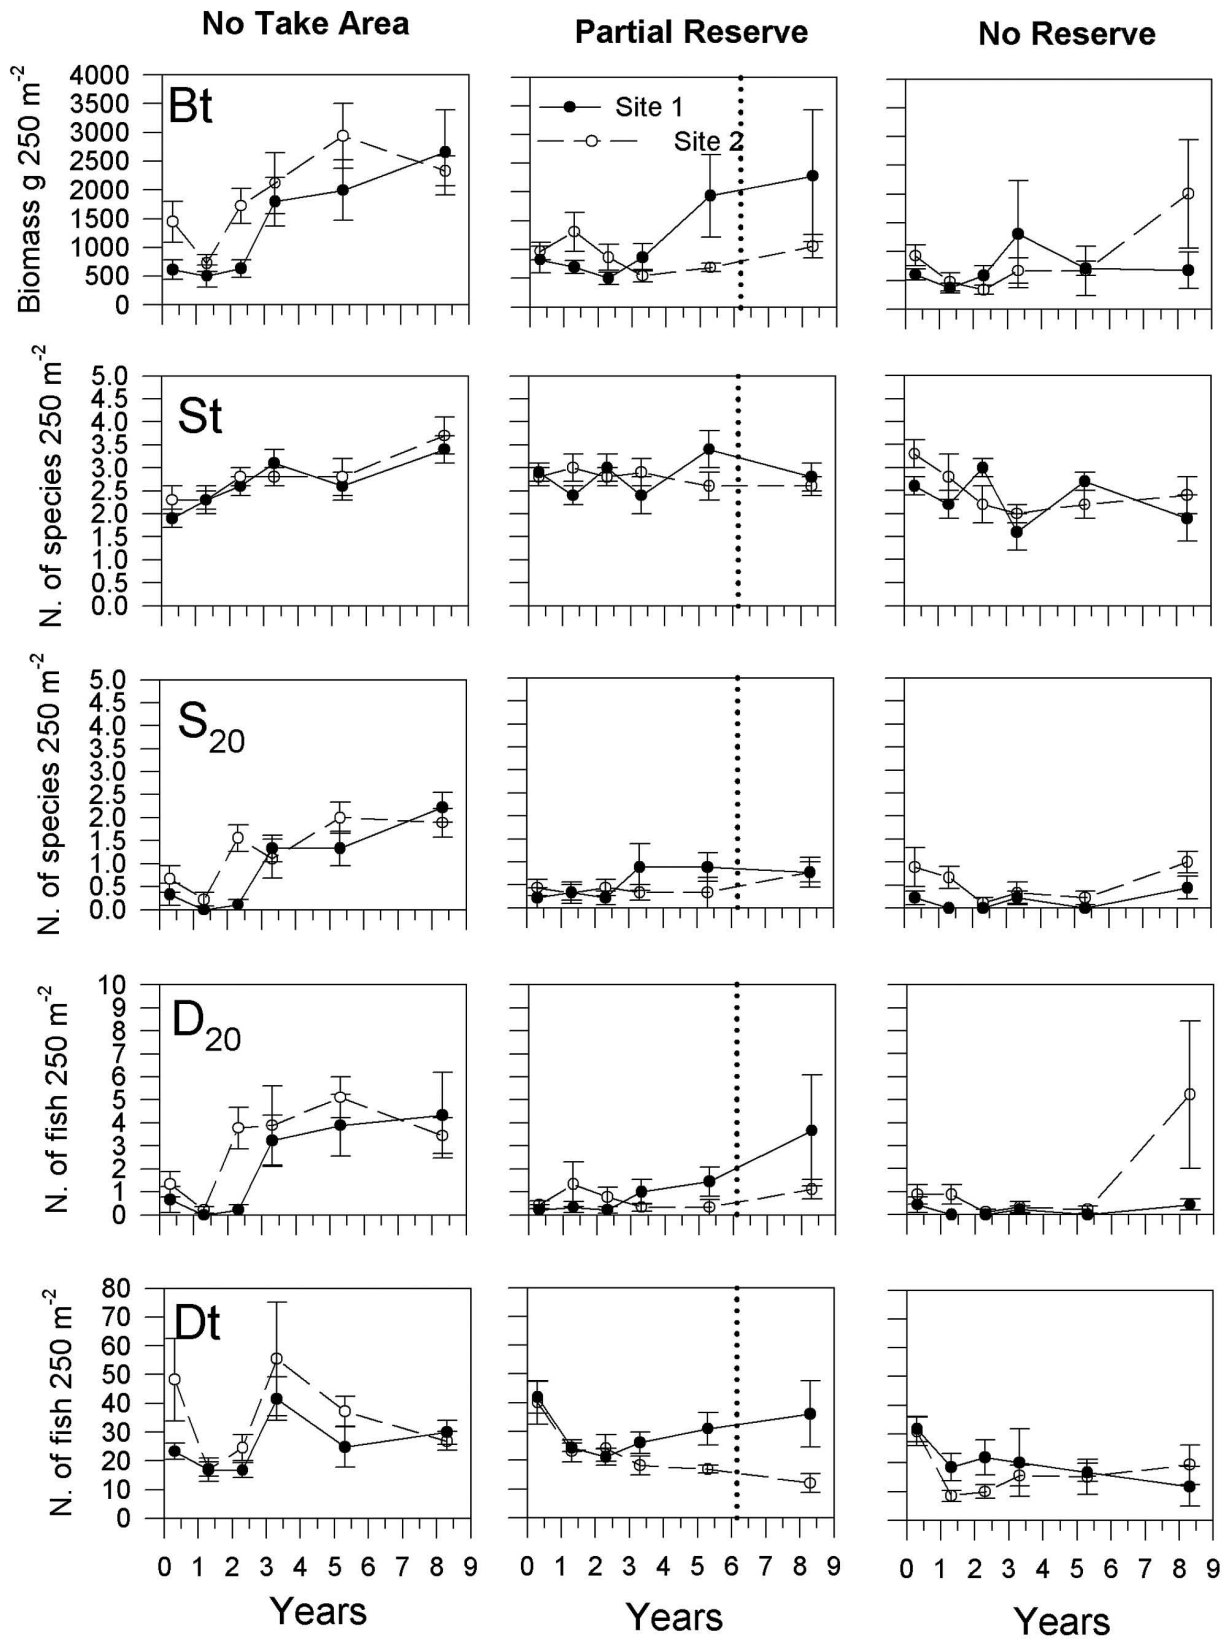 No Take Area
Partial Reserve
No Reserve
Biomass g 250 m-2
4000
3500
3000
2500
2000
1500
1000
500
0
Bt
Site 1
Site 2
N. of species 250 m-2
5.0
4.5
4.0
3.5
3.0
2.5
2.0
1.5
1.0
0.5
0.0
St
N. of species 250 m-2
5.0
4.5
4.0
3.5
3.0
2.5
2.0
1.5
1.0
0.5
0.0
S20
N. of fish 250 m-2
10
9
8
7
6
5
4
3
2
1
0
D20
N. of fish 250 m-2
80
70
60
50
40
30
20
10
0
Dt
0 1 2 3 4 5 6 7 8 9
0 1 2 3 4 5 6 7 8 9
0 1 2 3 4 5 6 7 8 9
Years
Years
Years